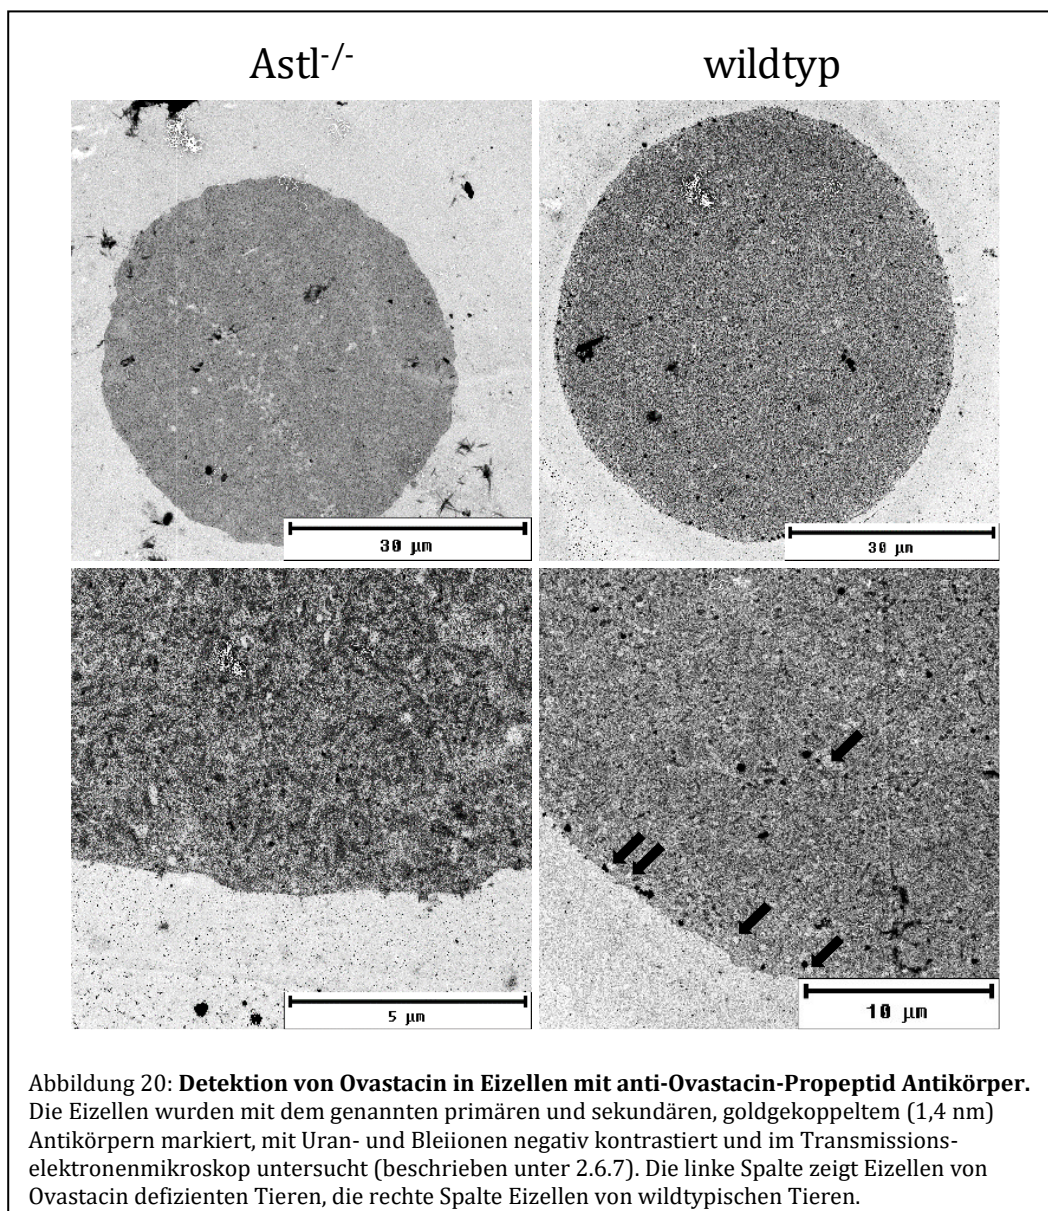 Astl-/-
wildtyp
30 µm
30 µm
5 µm
10 µm
Abbildung 20: Detektion von Ovastacin in Eizellen mit anti-Ovastacin-Propeptid Antikörper.
Die Eizellen wurden mit dem genannten primären und sekundären, goldgekoppeltem (1,4 nm)
Antikörpern markiert, mit Uran- und Bleiionen negativ kontrastiert und im Transmissions-
elektronenmikroskop untersucht (beschrieben unter 2.6.7). Die linke Spalte zeigt Eizellen von
Ovastacin defizienten Tieren, die rechte Spalte Eizellen von wildtypischen Tieren.